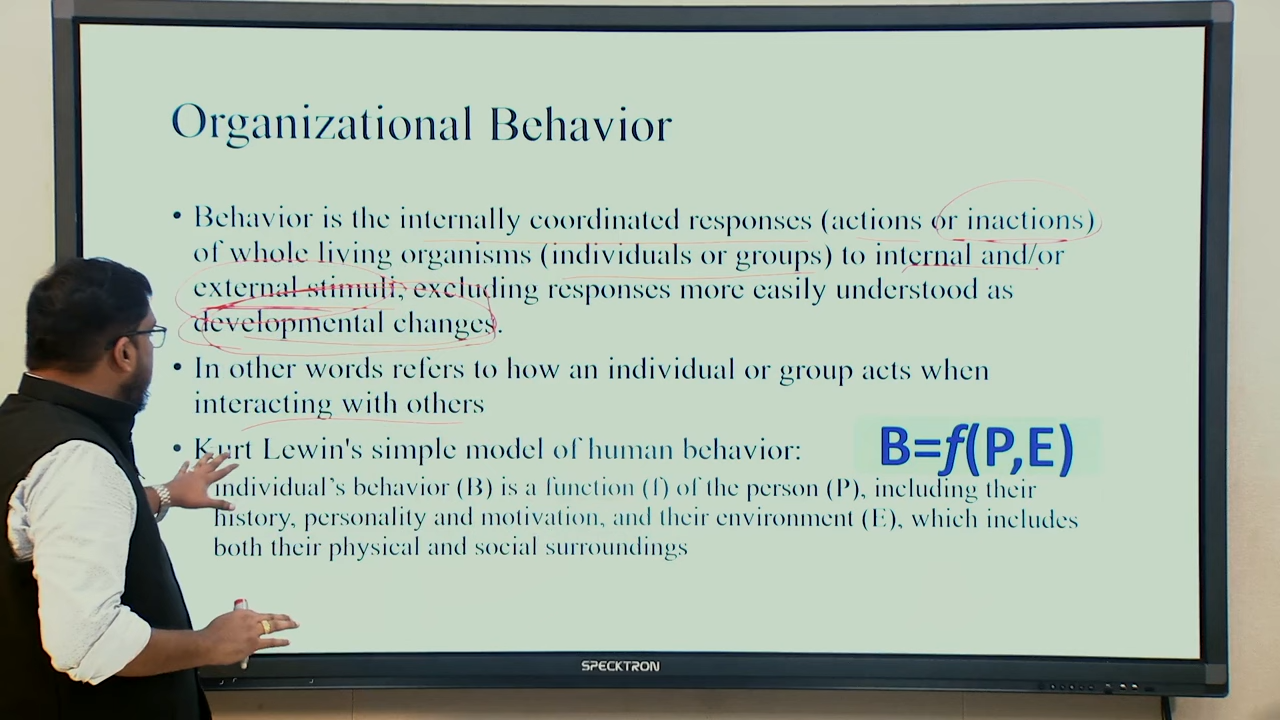 Organizational Behavior
• Behavior is the internally coordinated responses (actions or inactions)
of whole living organisms (individuals or groups) to internal and/or
external stimuli, excluding responses more easily understood as
developmental changes.
• In other words refers to how an individual or group acts when
interacting with others
• Kurt Lewin's simple model of human behavior:
B=f(P,E)
individual's behavior (B) is a function (f) of the person (P), including their
history, personality and motivation, and their environment (E), which includes
both their physical and social surroundings
SPECKTRON